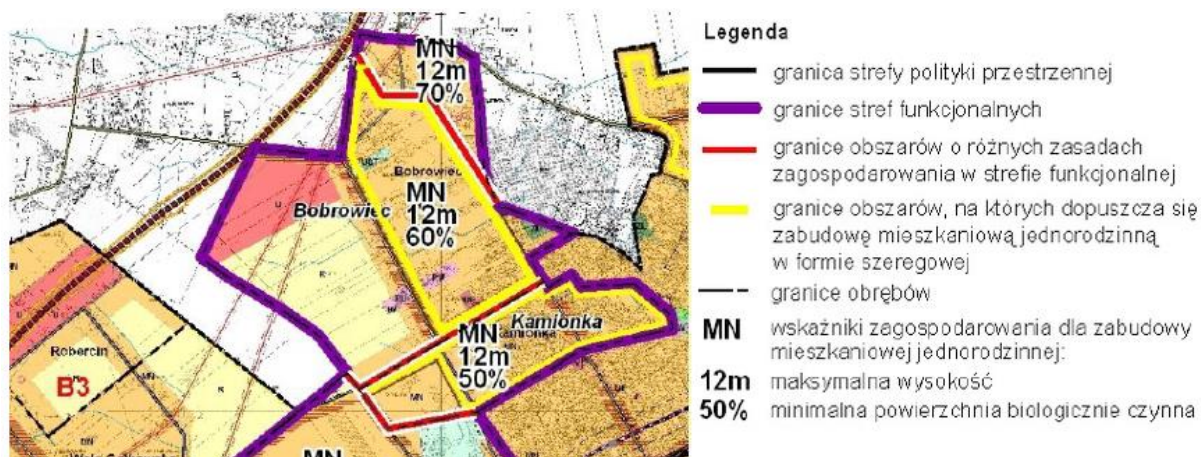 MN
12m
70%
Bobrowiec
Bobrowiec
MN
12m
60%
Kamionka
MN
12m
50%
Robercin
B3
MN
Legenda
granica strefy polityki przestrzennej
granice stref funkcjonalnych
granice obszarów o różnych zasadach
zagospodarowania w strefie funkcjonalnej
granice obszarów, na których dopuszcza się
zabudowę mieszkaniową jednorodzinną
w formie szeregowej
granice obrębów
MN wskaźniki zagospodarowania dla zabudowy
mieszkaniowej jednorodzinnej:
12m maksymalna wysokość
50% minimalna powierzchnia biologicznie czynna